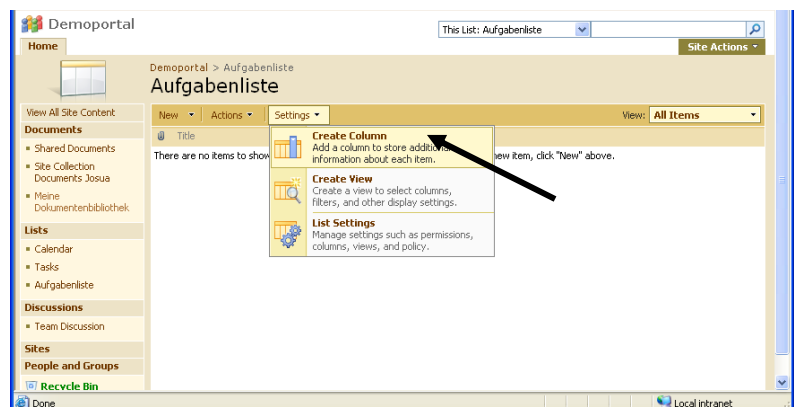 Demoportal
This List: Aufgabenliste
Home
Site Actions
Demoportal > Aufgabenliste
Aufgabenliste
View All Site Content
New Actions Settings View: All Items
Documents
Title
Shared Documents
Site Collection
Documents Josua
Meine
Dokumentenbibliothek
Lists
Calendar
Tasks
Aufgabenliste
Discussions
Team Discussion
Sites
People and Groups
Recycle Bin
There are no items to show
new item, click "New" above.
Create Column
Add a column to store additional
information about each item.
Create View
Create a view to select columns,
filters, and other display settings.
List Settings
Manage settings such as permissions,
columns, views, and policy.
Done
Local intranet